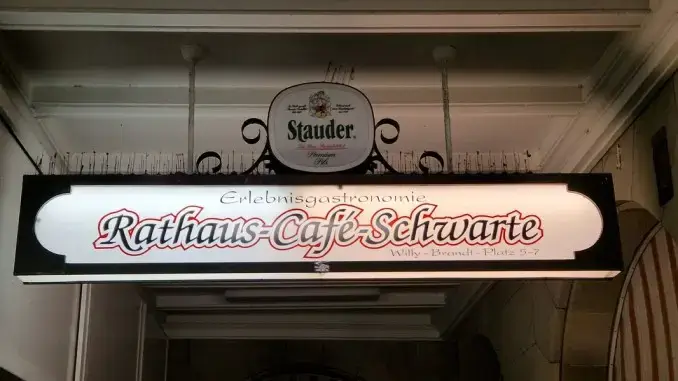 Stauder
Premium
Pils
Erlebnisgastronomie
Rathaus-Café-Schwarte
Willy - Brandt - Platz 5-7